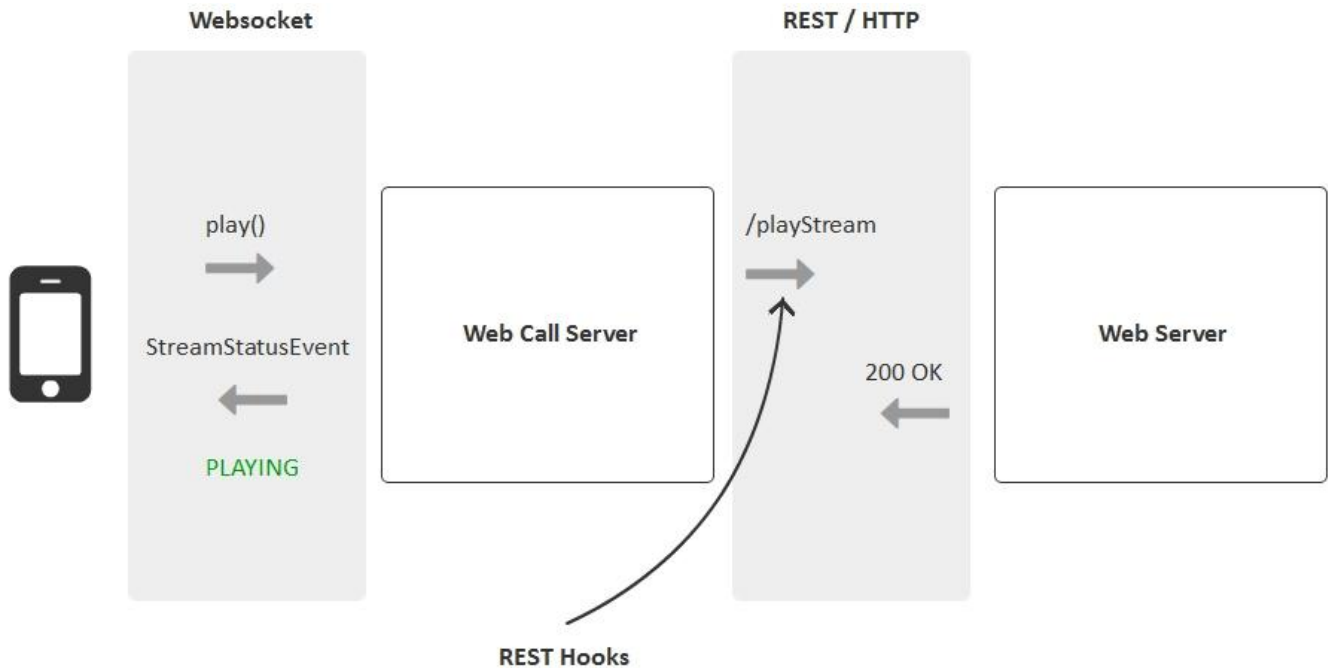 Websocket
REST / HTTP
play()
/playStream
Web Call Server
Web Server
StreamStatusEvent
200 OK
PLAYING
REST Hooks